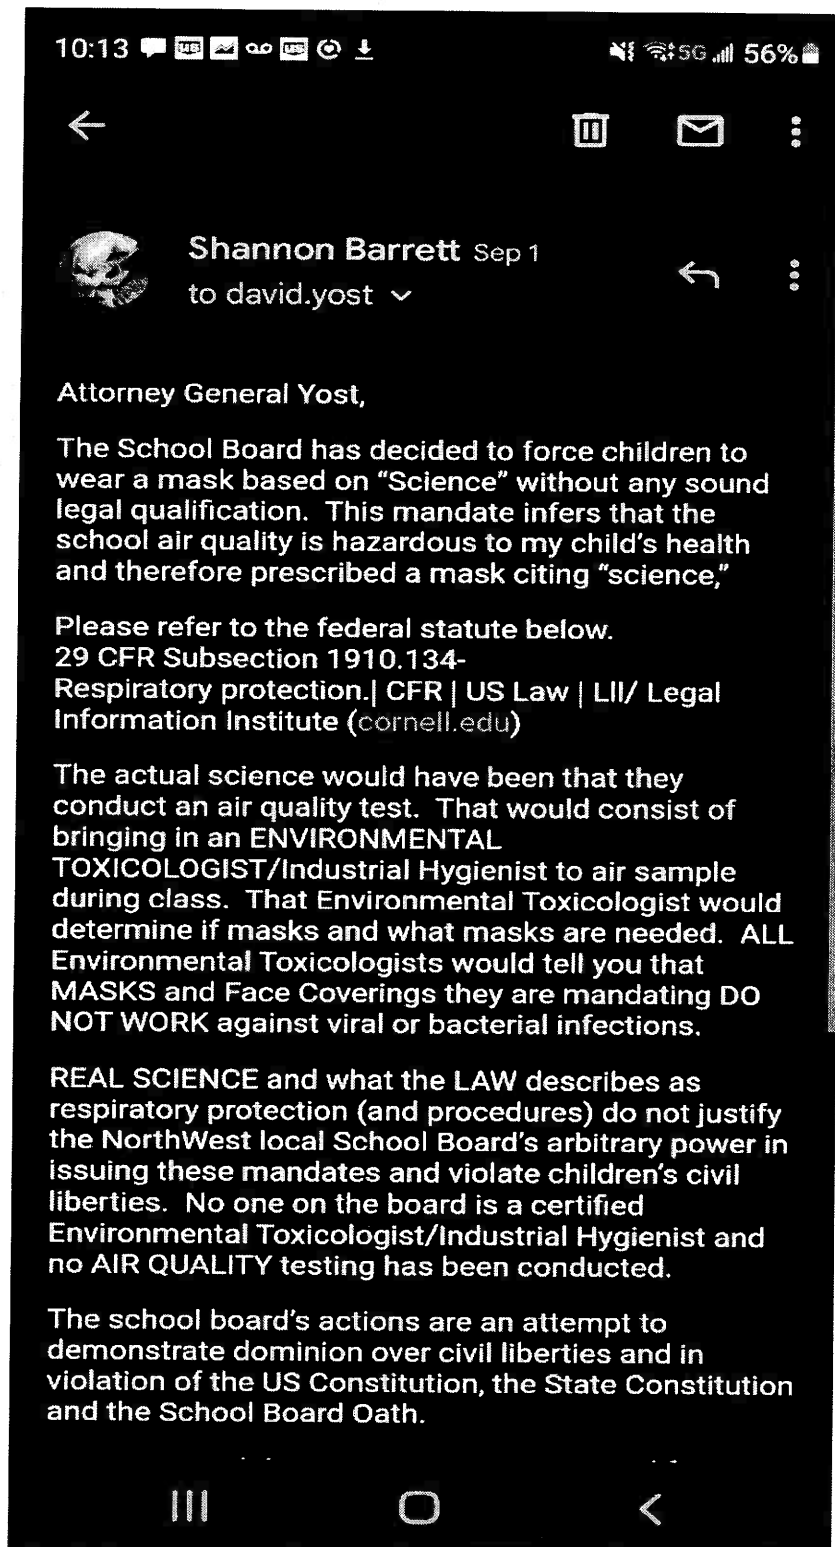 10:13 5G 56%
Shannon Barrett Sep 1
to david.yost
Attorney General Yost,
The School Board has decided to force children to
wear a mask based on “Science” without any sound
legal qualification.  This mandate infers that the
school air quality is hazardous to my child’s health
and therefore prescribed a mask citing “science,”
Please refer to the federal statute below.
29 CFR Subsection 1910.134-
Respiratory protection.| CFR | US Law | LII/ Legal
Information Institute (cornell.edu)
The actual science would have been that they
conduct an air quality test.  That would consist of
bringing in an ENVIRONMENTAL
TOXICOLOGIST/Industrial Hygienist to air sample
during class.  That Environmental Toxicologist would
determine if masks and what masks are needed.  ALL
Environmental Toxicologists would tell you that
MASKS and Face Coverings they are mandating DO
NOT WORK against viral or bacterial infections.
REAL SCIENCE and what the LAW describes as
respiratory protection (and procedures) do not justify
the NorthWest local School Board’s arbitrary power in
issuing these mandates and violate children’s civil
liberties.  No one on the board is a certified
Environmental Toxicologist/Industrial Hygienist and
no AIR QUALITY testing has been conducted.
The school board’s actions are an attempt to
demonstrate dominion over civil liberties and in
violation of the US Constitution, the State Constitution
and the School Board Oath.